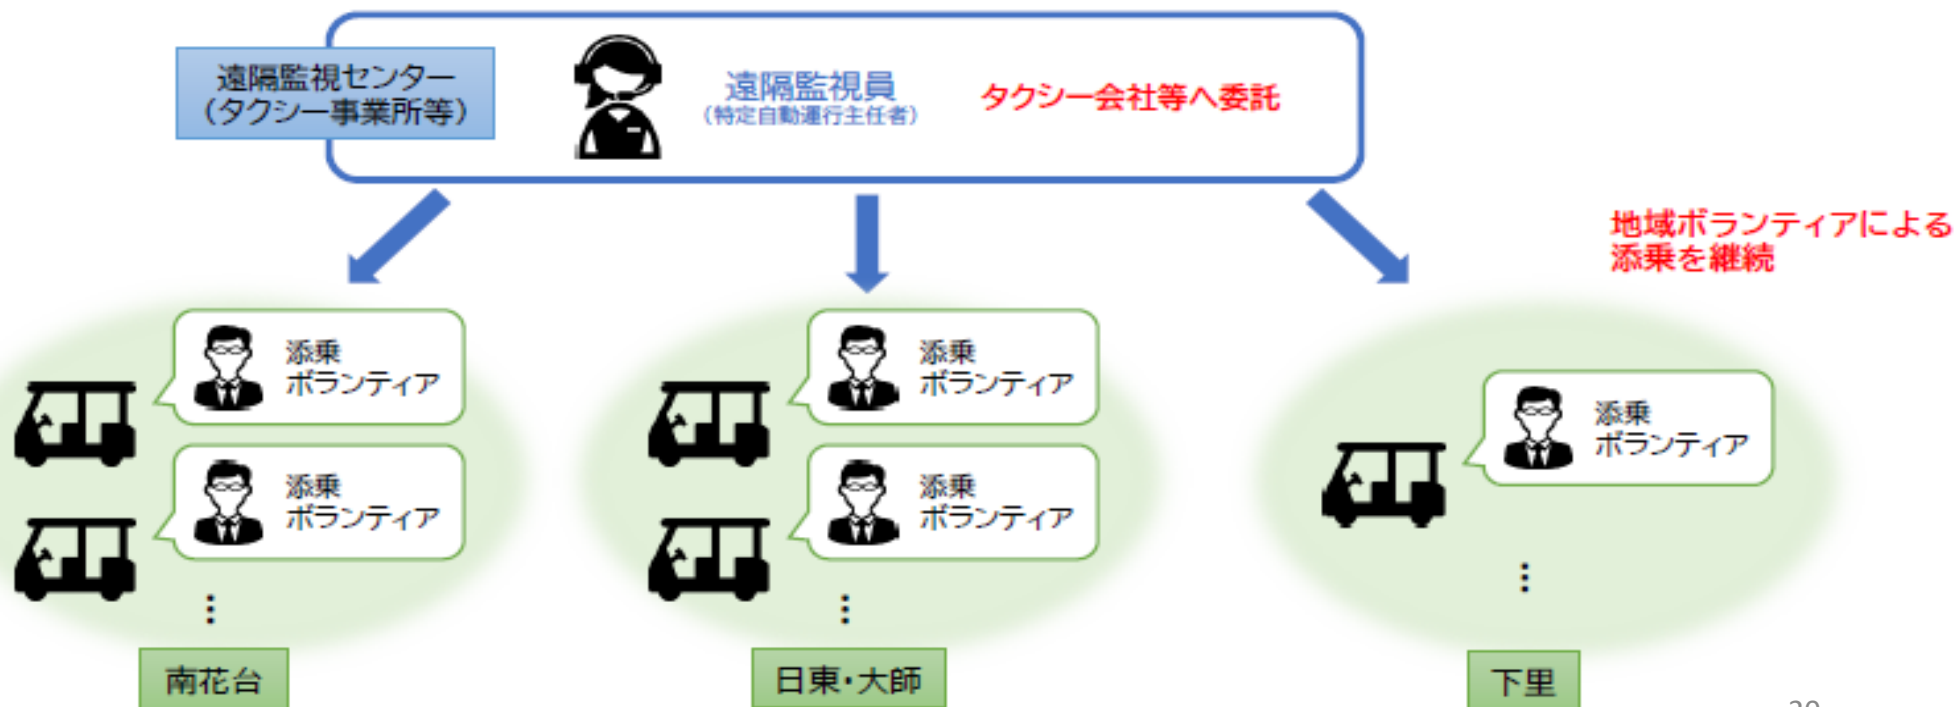 遠隔監視センター
（タクシー事業所等）
遠隔監視員
（特定自動運行主任者）
タクシー会社等へ委託
地域ボランティアによる
添乗を継続
添乗
ボランティア
添乗
ボランティア
⋮
南花台
添乗
ボランティア
添乗
ボランティア
⋮
日東・大師
添乗
ボランティア
⋮
下里